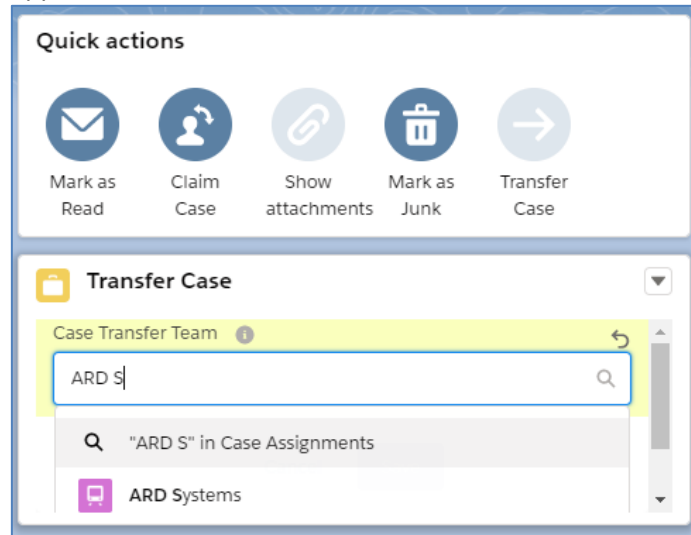 Quick actions
Mark as Read
Claim Case
Show attachments
Mark as Junk
Transfer Case
Transfer Case
Case Transfer Team
ARD S
"ARD S" in Case Assignments
ARD Systems